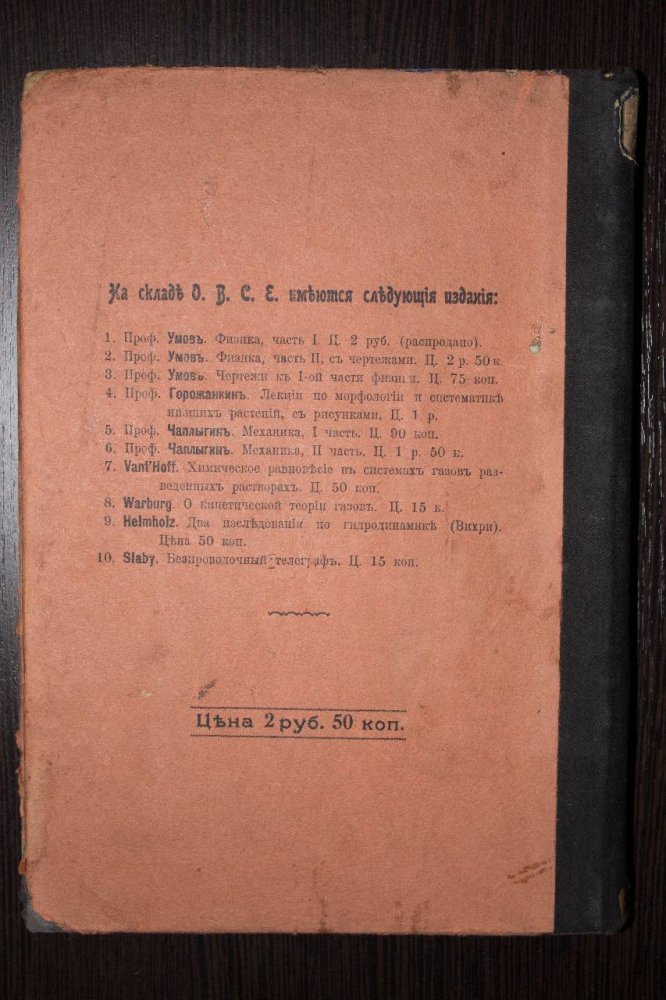 На складѣ О. В. С. Е. имѣются слѣдующія изданія:
1. Проф. Умовъ. Физика, часть I. Ц. 2 руб. (распродано).
2. Проф. Умовъ. Физика, часть II, съ чертежами. Ц. 2 р. 50 к.
3. Проф. Умовъ. Чертежи къ I-ой части физики. Ц. 75 коп.
4. Проф. Горожанкинъ. Лекціи по морфологіи и систематикѣ
низшихъ растеній, съ рисунками. Ц. 1 р.
5. Проф. Чаплыгинъ. Механика, I часть. Ц. 90 коп.
6. Проф. Чаплыгинъ. Механика, II часть. Ц. 1 р. 50 к.
7. Vant'Hoff. Химическое равновѣсіе въ системахъ газовъ раз-
веденныхъ растворахъ. Ц. 50 коп.
8. Warburg О кинетической теоріи газовъ. Ц. 15 к.
9. Helmholz. Два изслѣдованія по гидродинамикѣ (Вихри).
Цѣна 50 коп.
10. Slaby. Безпроволочный телеграфъ. Ц. 15 коп.
Цѣна 2 руб. 50 коп.